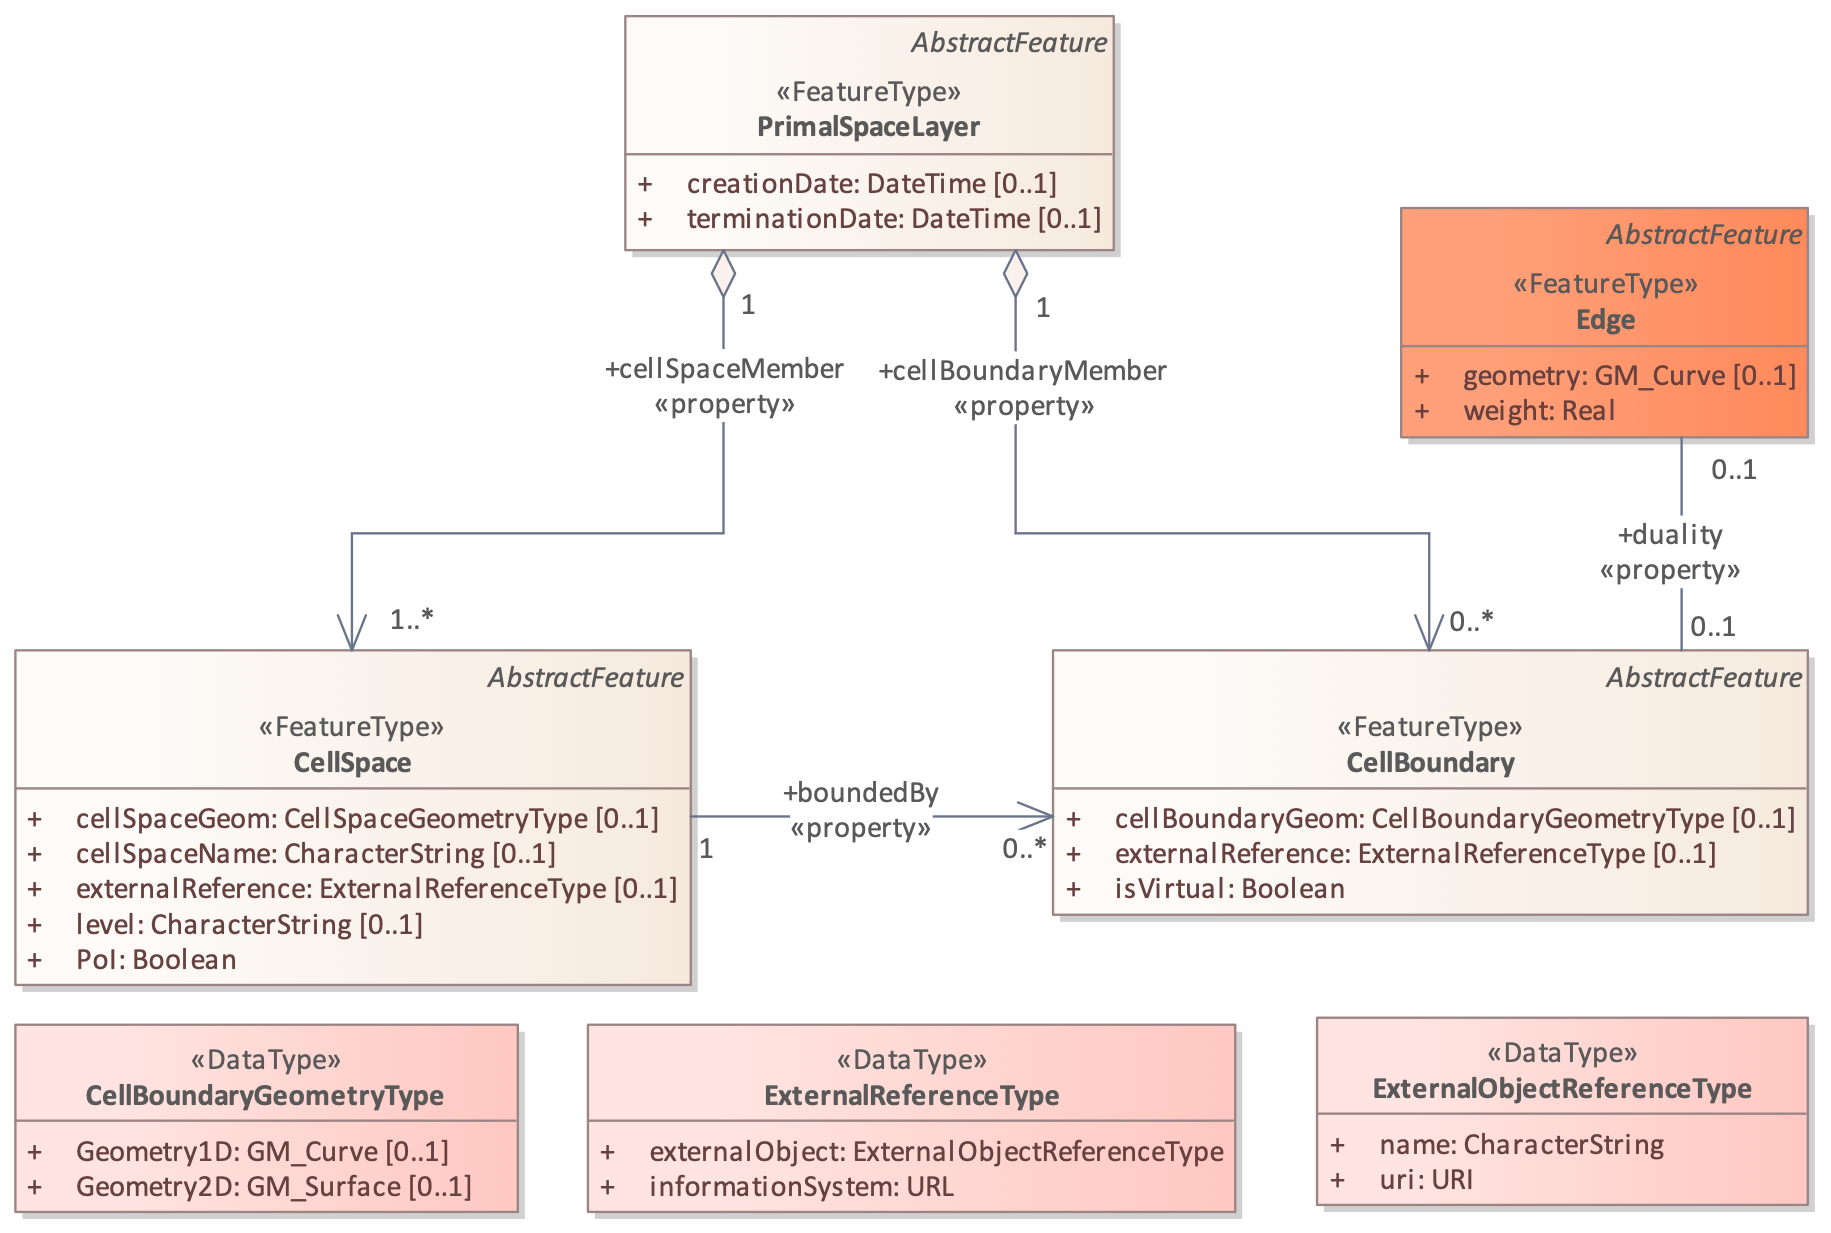 AbstractFeature
«FeatureType»
PrimalSpaceLayer
+ creationDate: DateTime [0..1]
+ terminationDate: DateTime [0..1]
1
1
+cellSpaceMember
«property»
+cellBoundaryMember
«property»
1..*
0..*
AbstractFeature
«FeatureType»
Edge
+ geometry: GM_Curve [0..1]
+ weight: Real
0..1
+duality
«property»
0..1
AbstractFeature
«FeatureType»
CellSpace
+ cellSpaceGeom: CellSpaceGeometryType [0..1]
+ cellSpaceName: CharacterString [0..1]
+ externalReference: ExternalReferenceType [0..1]
+ level: CharacterString [0..1]
+ PoI: Boolean
+boundedBy
«property»
1
0..*
AbstractFeature
«FeatureType»
CellBoundary
+ cellBoundaryGeom: CellBoundaryGeometryType [0..1]
+ externalReference: ExternalReferenceType [0..1]
+ isVirtual: Boolean
«DataType»
CellBoundaryGeometryType
+ Geometry1D: GM_Curve [0..1]
+ Geometry2D: GM_Surface [0..1]
«DataType»
ExternalReferenceType
+ externalObject: ExternalObjectReferenceType
+ informationSystem: URL
«DataType»
ExternalObjectReferenceType
+ name: CharacterString
+ uri: URI